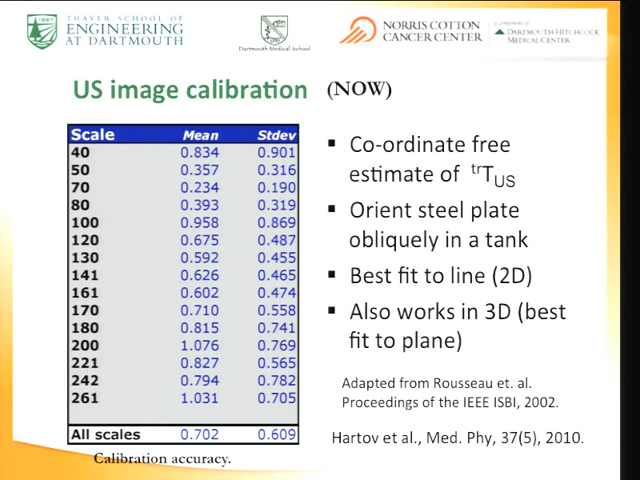 THAYER SCHOOL OF
ENGINEERING
AT DARTMOUTH
Dartmouth Medical School
NORRIS COTTON
CANCER CENTER
a component of
DARTMOUTH-HITCHCOCK
MEDICAL CENTER
US image calibration (NOW)
Scale Mean Stdev
40 0.834 0.901
50 0.357 0.316
70 0.234 0.190
80 0.393 0.319
100 0.958 0.869
120 0.675 0.487
130 0.592 0.455
141 0.626 0.465
161 0.602 0.474
170 0.710 0.558
180 0.815 0.741
200 1.076 0.769
221 0.827 0.565
242 0.794 0.782
261 1.031 0.705
All scales 0.702 0.609
Calibration accuracy.
▪ Co-ordinate free
estimate of trTUS
▪ Orient steel plate
obliquely in a tank
▪ Best fit to line (2D)
▪ Also works in 3D (best
fit to plane)
Adapted from Rousseau et. al.
Proceedings of the IEEE ISBI, 2002.
Hartov et al., Med. Phy, 37(5), 2010.